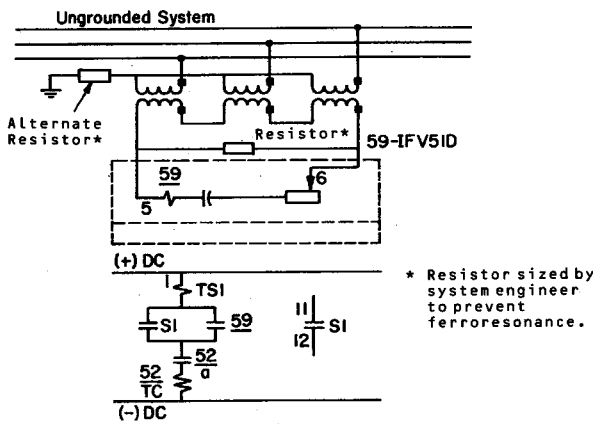 Ungrounded System
Alternate
Resistor*
Resistor*
59-IFV51D
59
6
5
(+) DC
1
TS1
S1
59
11
S1
12
52
a
52
TC
(-) DC
* Resistor sized by
system engineer
to prevent
ferroresonance.